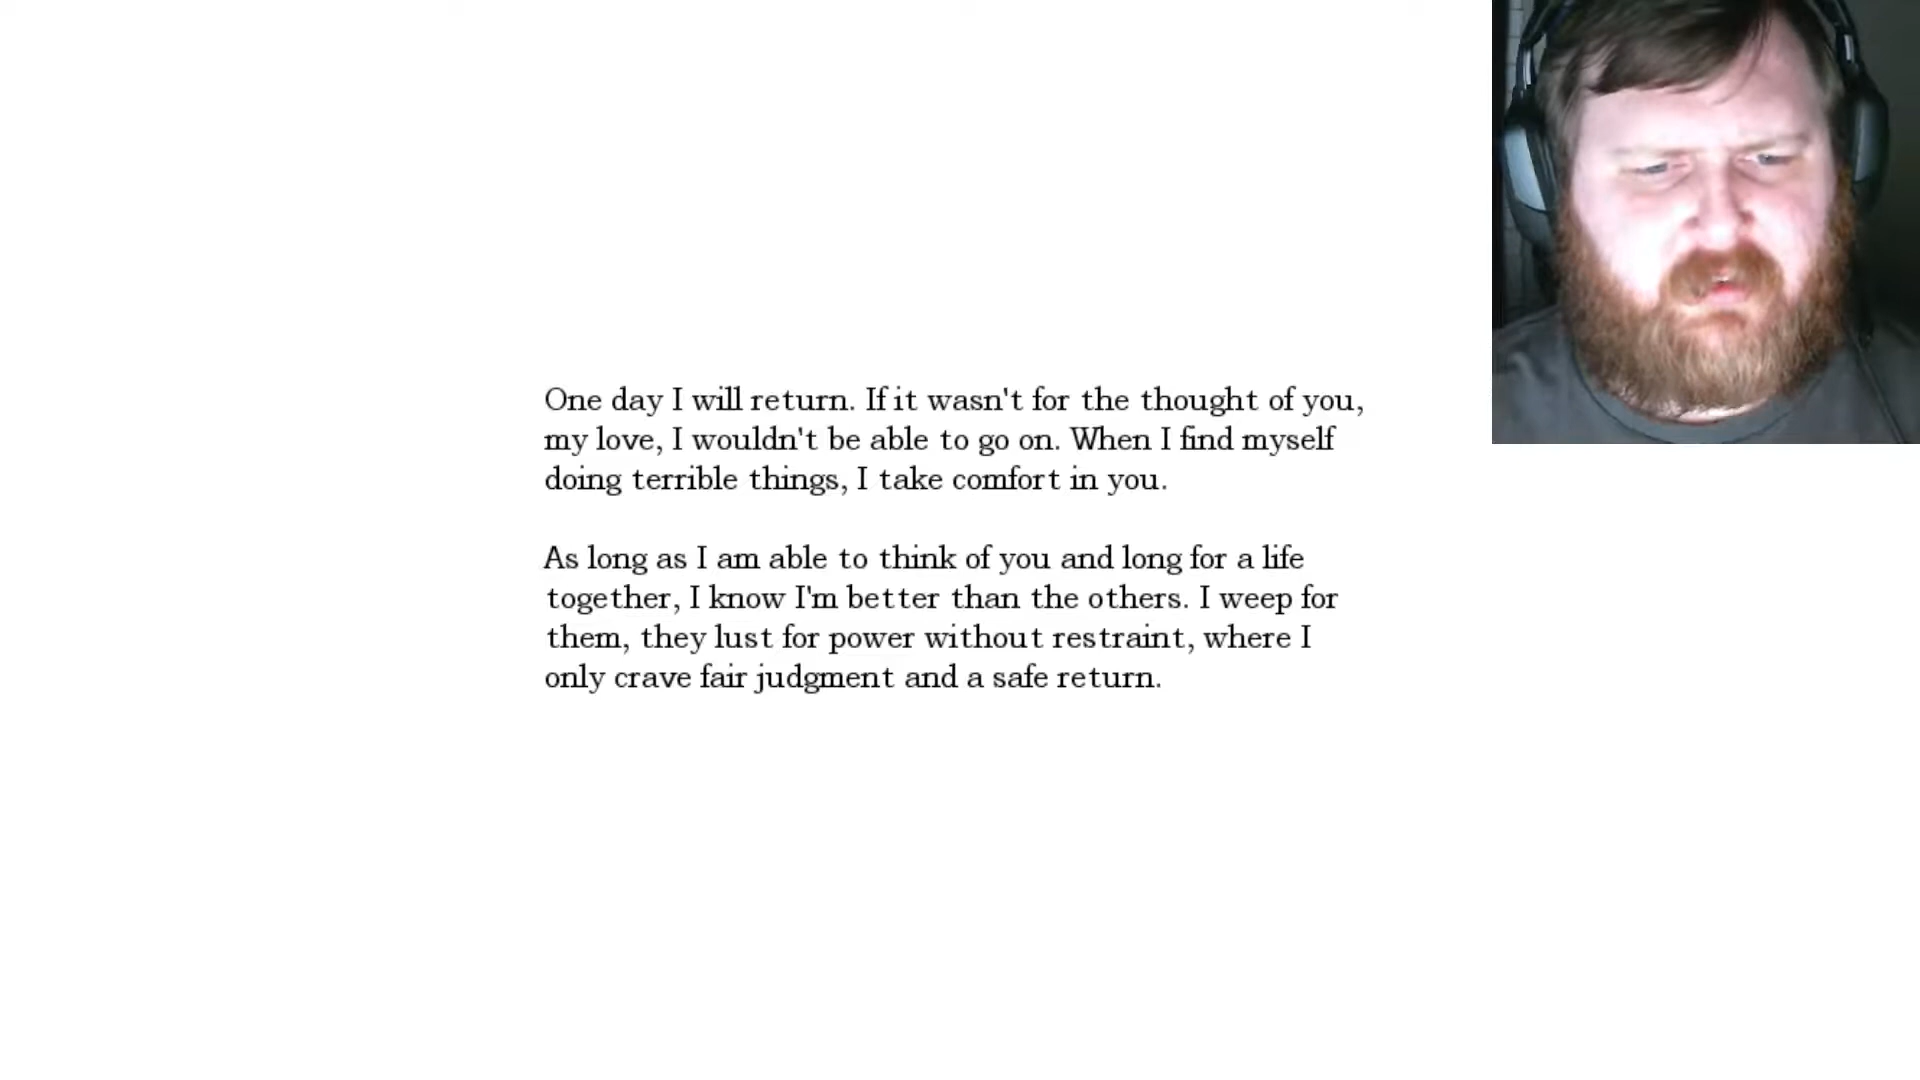 One day I will return. If it wasn't for the thought of you,
my love, I wouldn't be able to go on. When I find myself
doing terrible things, I take comfort in you.
As long as I am able to think of you and long for a life
together, I know I'm better than the others. I weep for
them, they lust for power without restraint, where I
only crave fair judgment and a safe return.